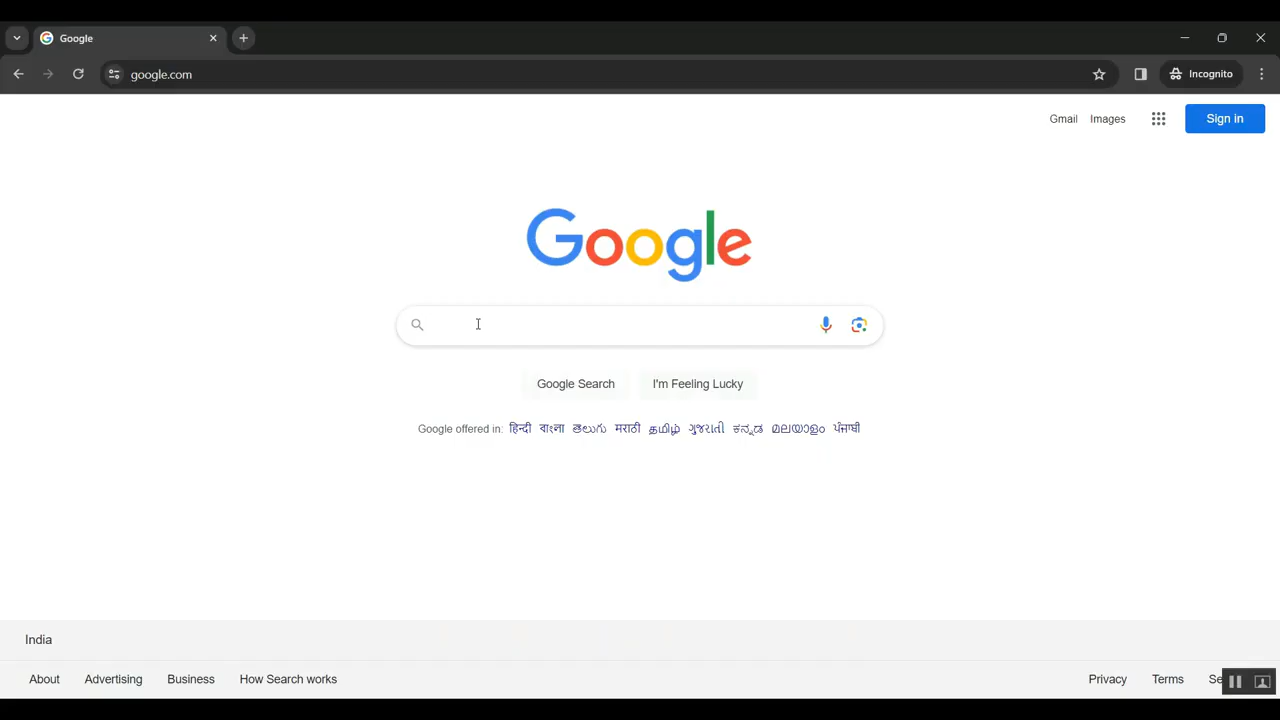 Google
google.com
Incognito
Gmail Images Sign in
Google
Google Search I'm Feeling Lucky
Google offered in: हिन्दी বাংলা తెలుగు मराठी தமிழ் ગુજરાતી ಕನ್ನಡ മലയാളം ਪੰਜਾਬੀ
India
About Advertising Business How Search works Privacy Terms